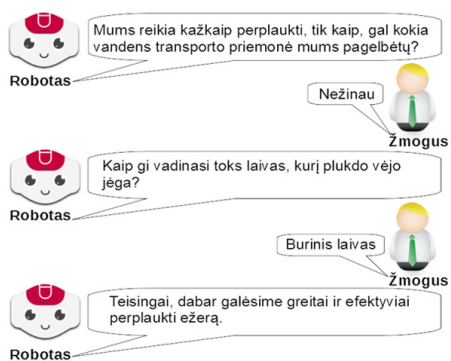 Mums reikia kažkaip perplaukti, tik kaip, gal kokia
vandens transporto priemonė mums pagelbėtų?
Robotas
Nežinau
Žmogus
Kaip gi vadinasi toks laivas, kurį plukdo vėjo
jėga?
Robotas
Burinis laivas
Žmogus
Teisingai, dabar galėsime greitai ir efektyviai
perplaukti ežerą.
Robotas